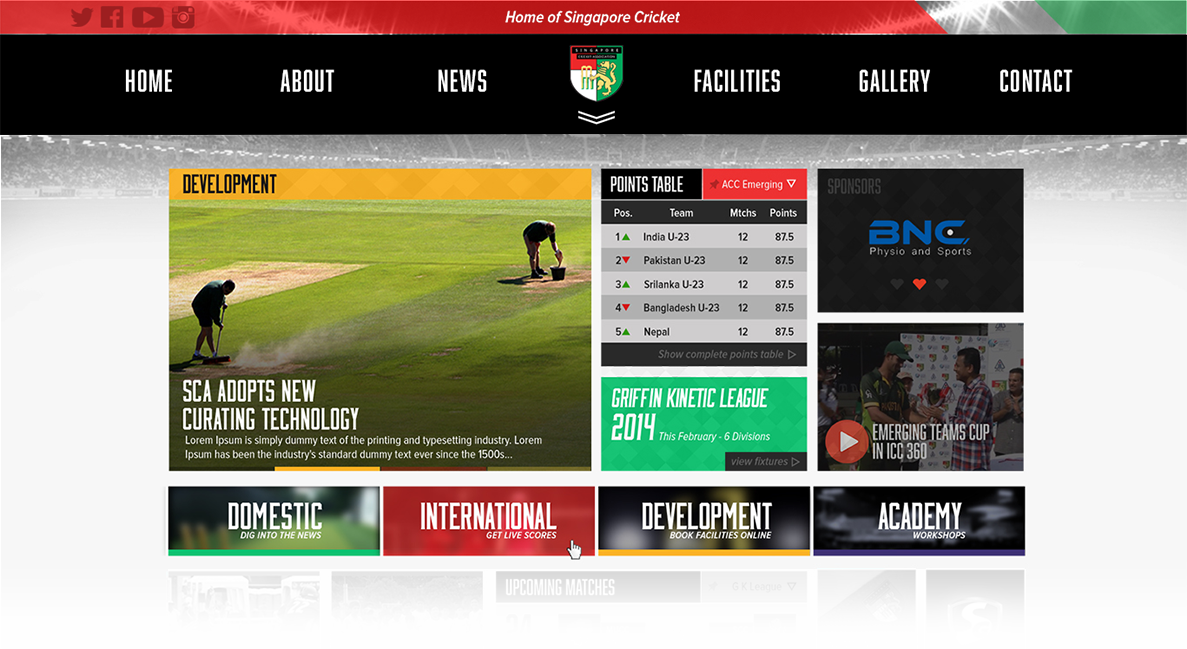 Home of Singapore Cricket
HOME
ABOUT
NEWS
SINGAPORE
CRICKET ASSOCIATION
FACILITIES
GALLERY
CONTACT
DEVELOPMENT
SCA ADOPTS NEW
CURATING TECHNOLOGY
Lorem Ipsum is simply dummy text of the printing and typesetting industry. Lorem
Ipsum has been the industry's standard dummy text ever since the 1500s...
POINTS TABLE
ACC Emerging
Pos. Team Mtchs Points
1 India U-23 12 87.5
2 Pakistan U-23 12 87.5
3 Srilanka U-23 12 87.5
4 Bangladesh U-23 12 87.5
5 Nepal 12 87.5
Show complete points table
GRIFFIN KINETIC LEAGUE
2014 This February - 6 Divisions
view fixtures
SPONSORS
BNC
Physio and Sports
EMERGING TEAMS CUP
IN ICC 360
DOMESTIC
DIG INTO THE NEWS
INTERNATIONAL
GET LIVE SCORES
DEVELOPMENT
BOOK FACILITIES ONLINE
ACADEMY
WORKSHOPS
UPCOMING MATCHES
G K League